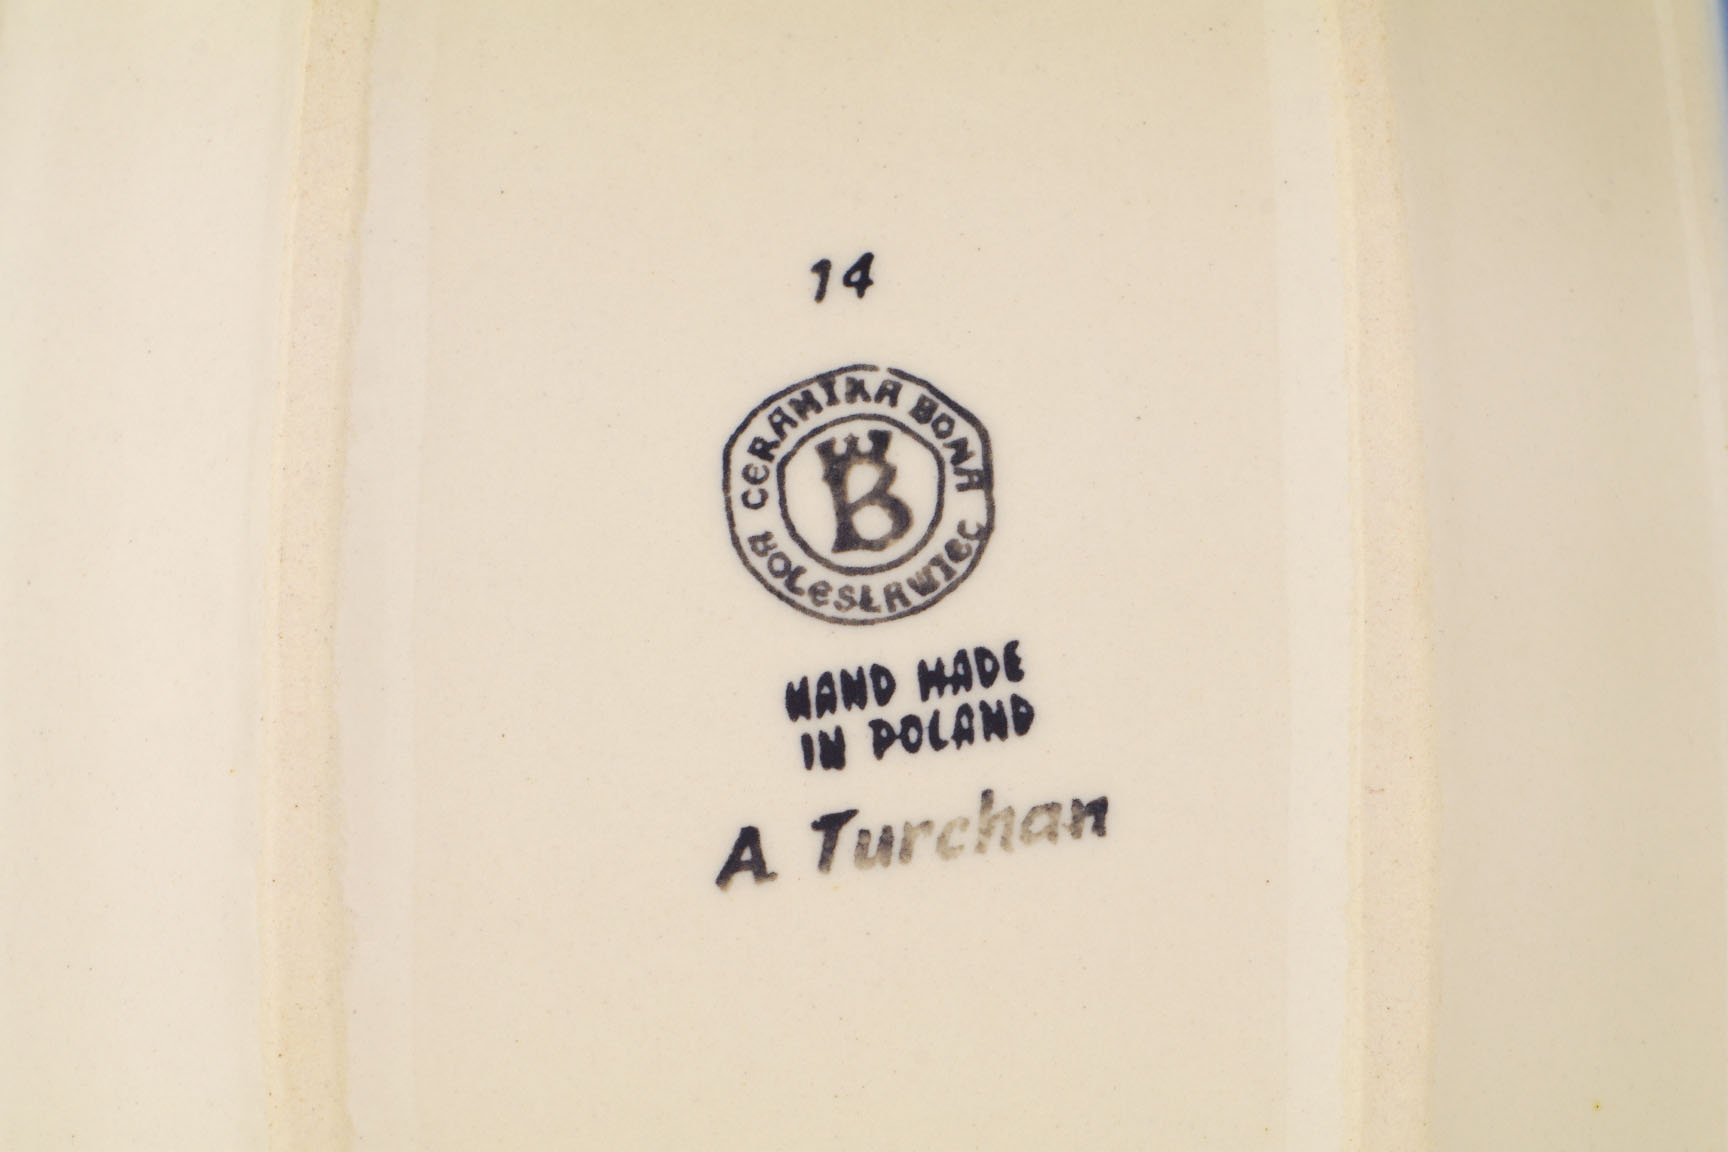 14
CERAMIKA BONA
B
BOLESŁAWIEC
HAND MADE
IN POLAND
A Turchan